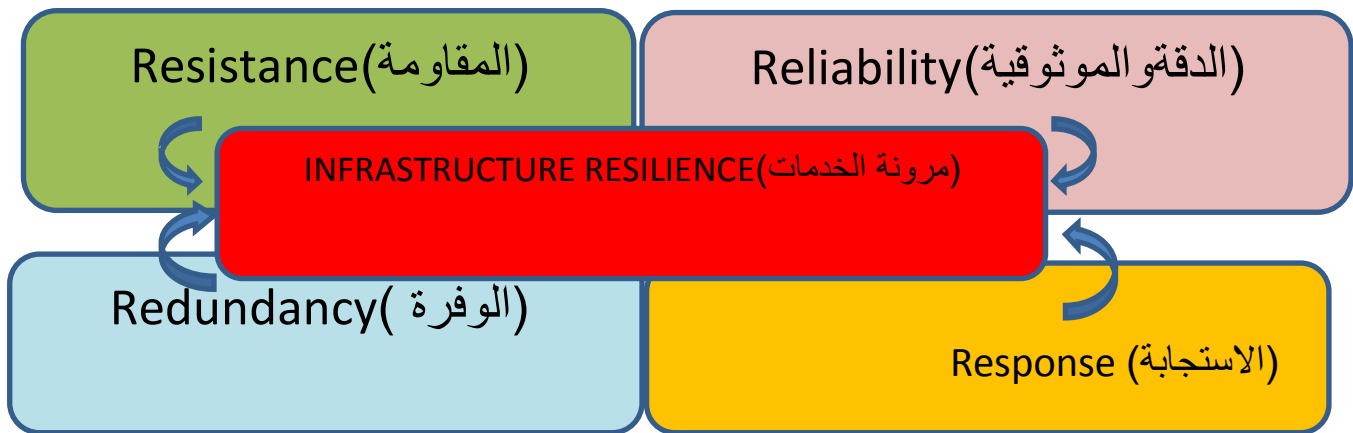 Resistance(المقاومة)
Reliability(الدقةوالموثوقية)
INFRASTRUCTURE RESILIENCE(مرونة الخدمات)
Redundancy( الوفرة)
Response (الاستجابة)